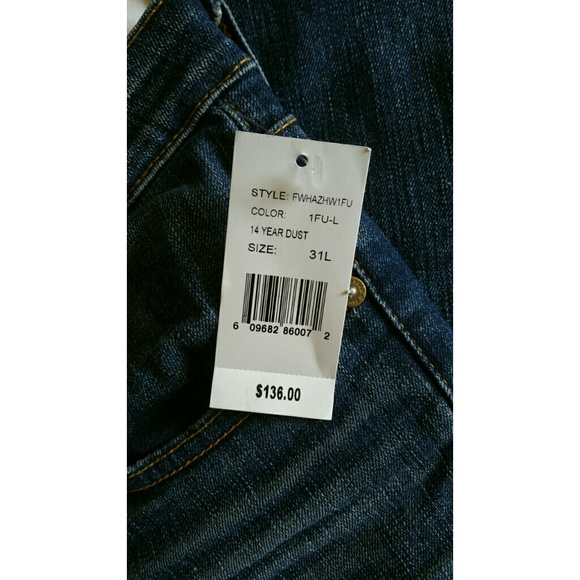 STYLE: FWHAZHW1FU
COLOR: 1FU-L
14 YEAR DUST
SIZE: 31L
6 09682 86007 2
$136.00